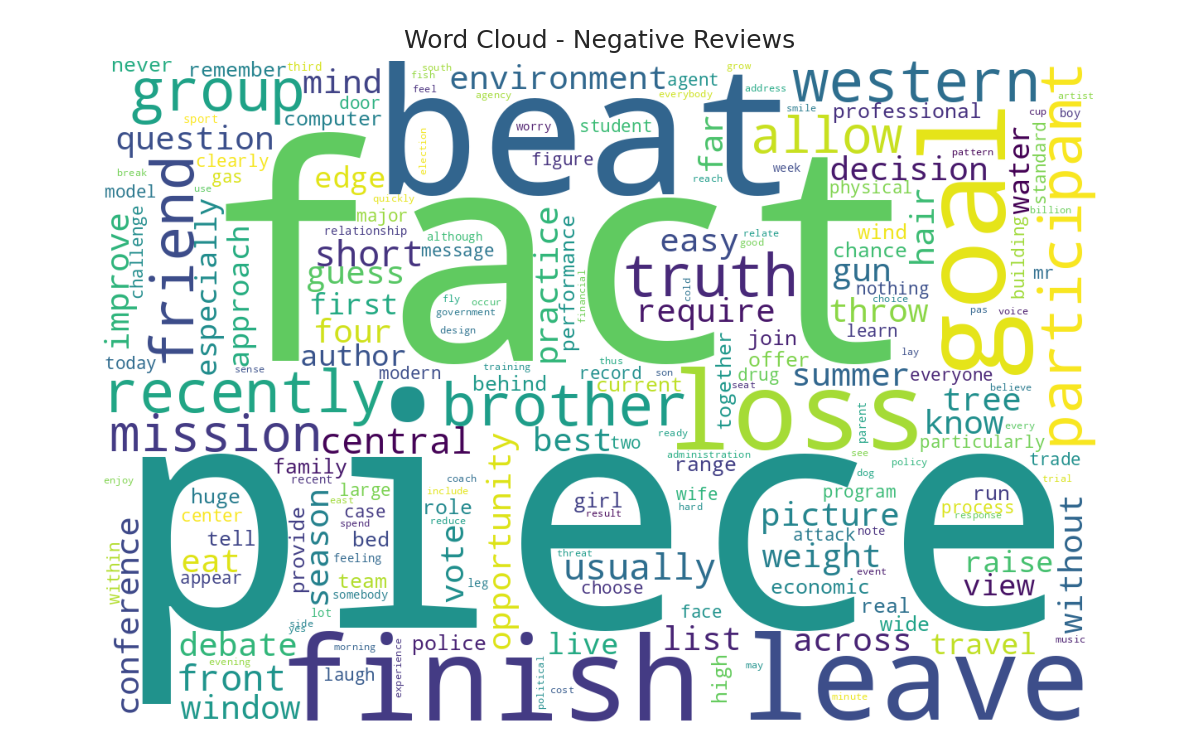 Word Cloud - Negative Reviews
never
remember
third
mind
south
fish
feel
environment
agent
grow
address
western
group
door
computer
beat
agency
everybody
smile
professional
cup
artist
boy
question
sport
election
worry
student
far
allow
goal
participant
clearly
gas
edge
figure
week
decision
pattern
water
standard
break
model
use
friend
fact
reach
physical
hair
billion
quickly
major
relationship
although
message
short
guess
first
four
author
modern
improve
challenge
especially
approach
practice
performance
easy
relate
good
truth
cold
require
financial
wind
chance
gun
nothing
choice
throw
learn
building
mr
pas
voice
fly
occur
government
design
join
offer
lay
today
sense
training
thus
son
record
behind
current
seat
drug
together
summer
everyone
believe
recently
brother
loss
tree
know
every
mission
central
best
two
ready
parent
particularly
administration
see
trade
family
recent
range
dog
policy
trial
enjoy
piece
huge
center
tell
eat
appear
large
east
case
spend
bed
feeling
team
somebody
season
provide
lot
side
yes
coach
include
role
reduce
vote
leg
opportunity
girl
result
wife
hard
threat
usually
choose
program
picture
attack
note
weight
event
economic
run
process
response
raise
view
without
within
conference
face
real
wide
debate
evening
front
window
morning
laugh
finish
police
experience
live
political
cost
list
high
across
may
leave
minute
travel
music